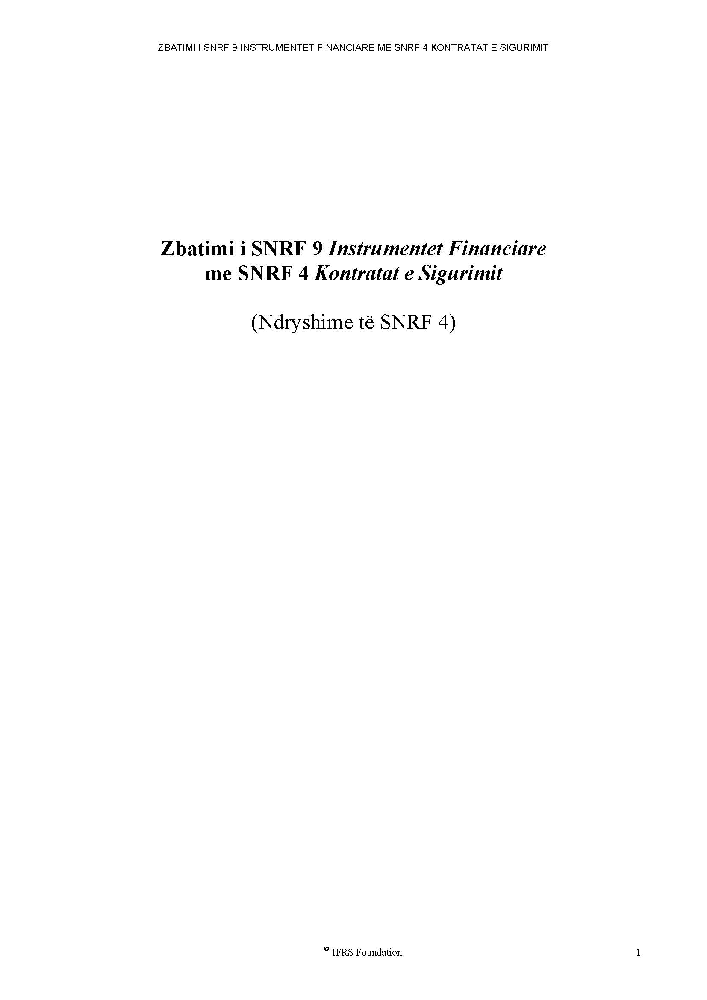 ZBATIMI I SNRF 9 INSTRUMENTET FINANCIARE ME SNRF 4 KONTRATAT E SIGURIMIT
Zbatimi i SNRF 9 Instrumentet Financiare
me SNRF 4 Kontratat e Sigurimit
(Ndryshime të SNRF 4)
© IFRS Foundation 1